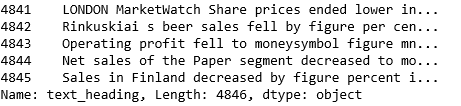 4841    LONDON MarketWatch Share prices ended lower in...
4842    Rinkuskiai s beer sales fell by figure per cen...
4843    Operating profit fell to moneysymbol figure mn...
4844    Net sales of the Paper segment decreased to mo...
4845    Sales in Finland decreased by figure percent i...
Name: text_heading, Length: 4846, dtype: object